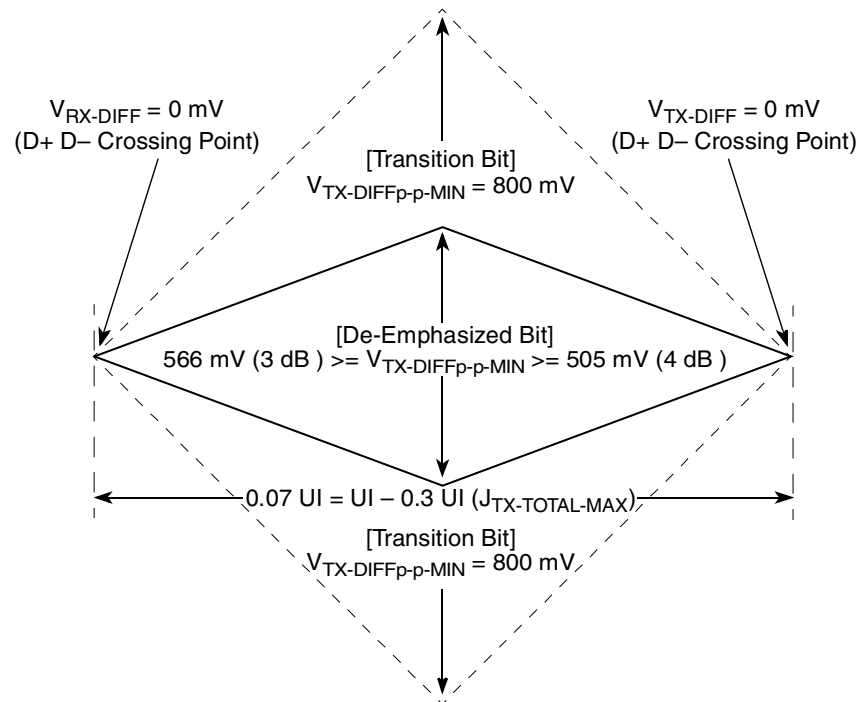 V_RX-DIFF = 0 mV
(D+ D– Crossing Point)
V_TX-DIFF = 0 mV
(D+ D– Crossing Point)
[Transition Bit]
V_TX-DIFFp-p-MIN = 800 mV
[De-Emphasized Bit]
566 mV (3 dB ) >= V_TX-DIFFp-p-MIN >= 505 mV (4 dB )
0.07 UI = UI – 0.3 UI (J_TX-TOTAL-MAX)
[Transition Bit]
V_TX-DIFFp-p-MIN = 800 mV